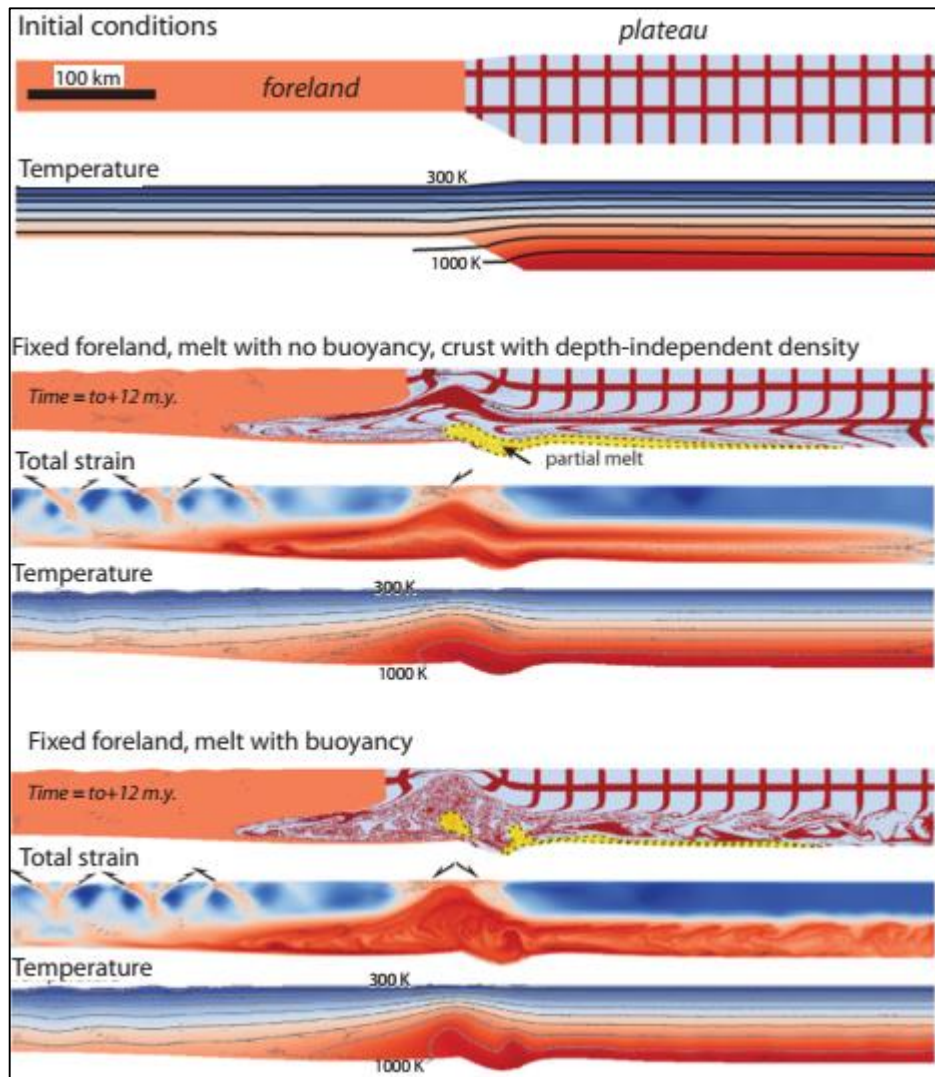 Initial conditions
plateau
100 km
foreland
Temperature
300 K
1000 K
Fixed foreland, melt with no buoyancy, crust with depth-independent density
Time = to+12 m.y.
partial melt
Total strain
Temperature
300 K
1000 K
Fixed foreland, melt with buoyancy
Time = to+12 m.y.
Total strain
Temperature
300 K
1000 K